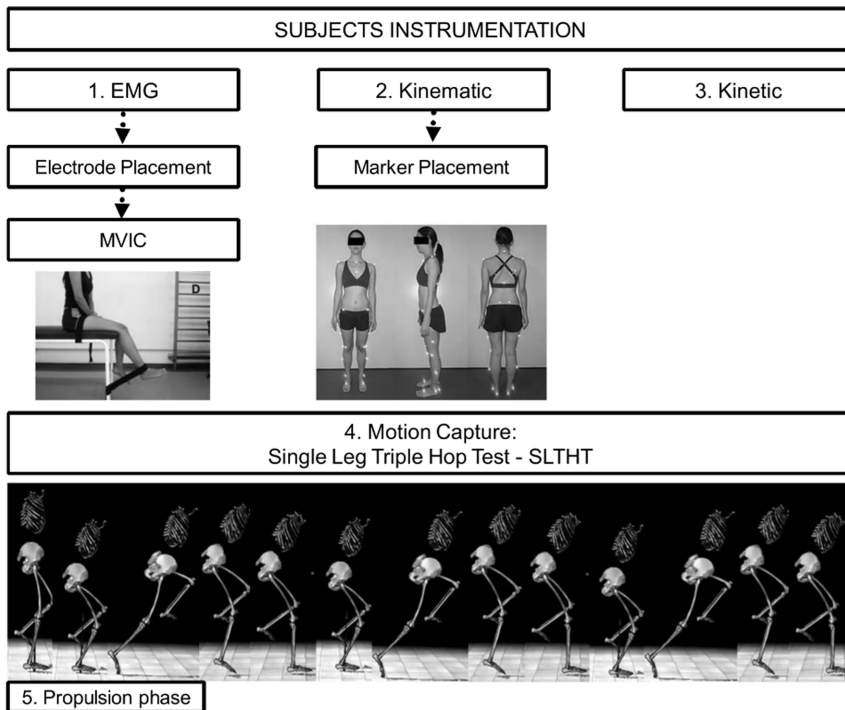 SUBJECTS INSTRUMENTATION
1. EMG
2. Kinematic
3. Kinetic
Electrode Placement
Marker Placement
MVIC
D
4. Motion Capture:
Single Leg Triple Hop Test - SLTHT
5. Propulsion phase